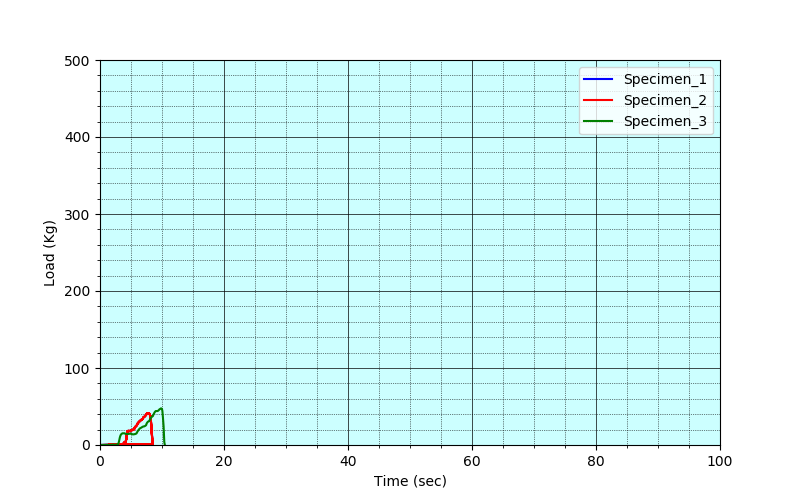 500
400
300
200
100
0
Load (Kg)
0 20 40 60 80 100
Time (sec)
Specimen_1
Specimen_2
Specimen_3